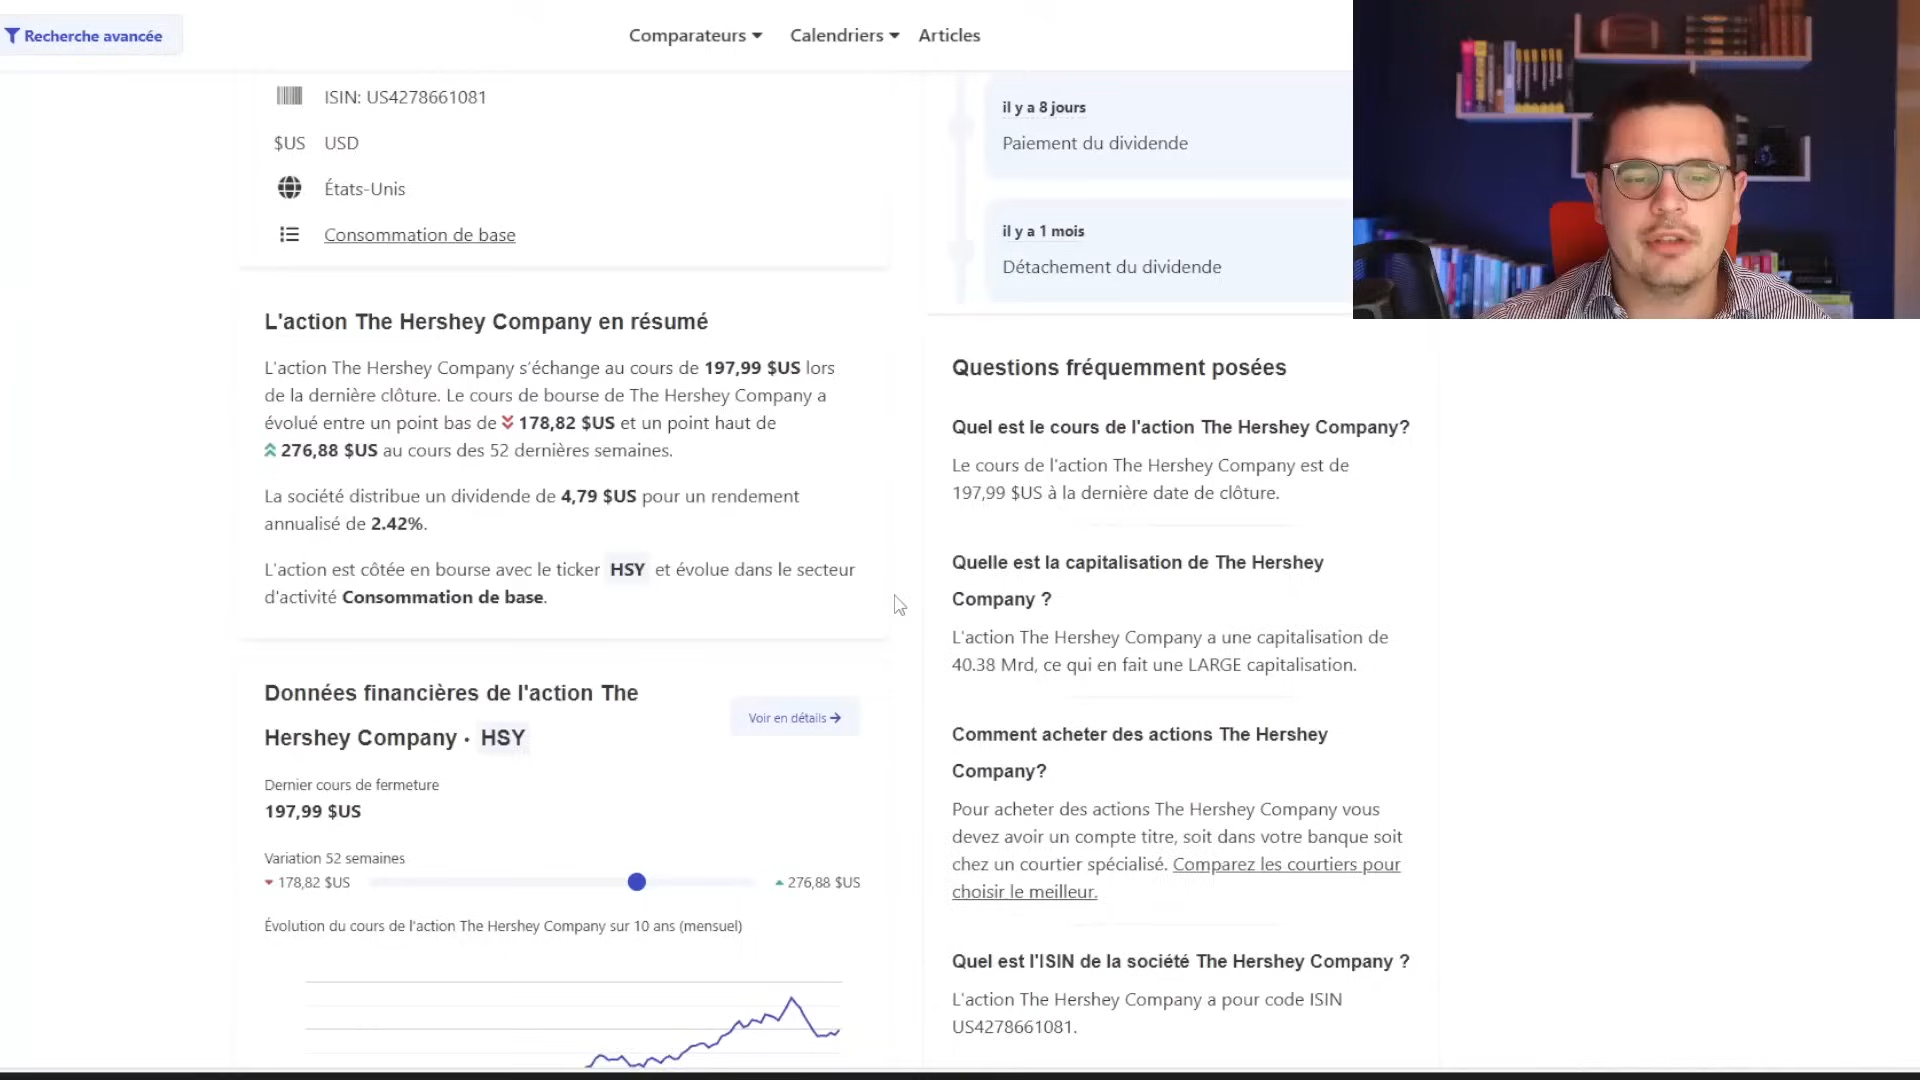 Recherche avancée
Comparateurs
Calendriers
Articles
ISIN: US4278661081
$US USD
États-Unis
Consommation de base
il y a 8 jours
Paiement du dividende
il y a 1 mois
Détachement du dividende
L'action The Hershey Company en résumé
L'action The Hershey Company s'échange au cours de 197,99 $US lors
de la dernière clôture. Le cours de bourse de The Hershey Company a
évolué entre un point bas de 178,82 $US et un point haut de
276,88 $US au cours des 52 dernières semaines.
La société distribue un dividende de 4,79 $US pour un rendement
annualisé de 2.42%.
L'action est côtée en bourse avec le ticker HSY et évolue dans le secteur
d'activité Consommation de base.
Données financières de l'action The
Hershey Company • HSY
Voir en détails
Dernier cours de fermeture
197,99 $US
Variation 52 semaines
178,82 $US
276,88 $US
Évolution du cours de l'action The Hershey Company sur 10 ans (mensuel)
Questions fréquemment posées
Quel est le cours de l'action The Hershey Company?
Le cours de l'action The Hershey Company est de
197,99 $US à la dernière date de clôture.
Quelle est la capitalisation de The Hershey
Company ?
L'action The Hershey Company a une capitalisation de
40.38 Mrd, ce qui en fait une LARGE capitalisation.
Comment acheter des actions The Hershey
Company?
Pour acheter des actions The Hershey Company vous
devez avoir un compte titre, soit dans votre banque soit
chez un courtier spécialisé. Comparez les courtiers pour
choisir le meilleur.
Quel est l'ISIN de la société The Hershey Company ?
L'action The Hershey Company a pour code ISIN
US4278661081.